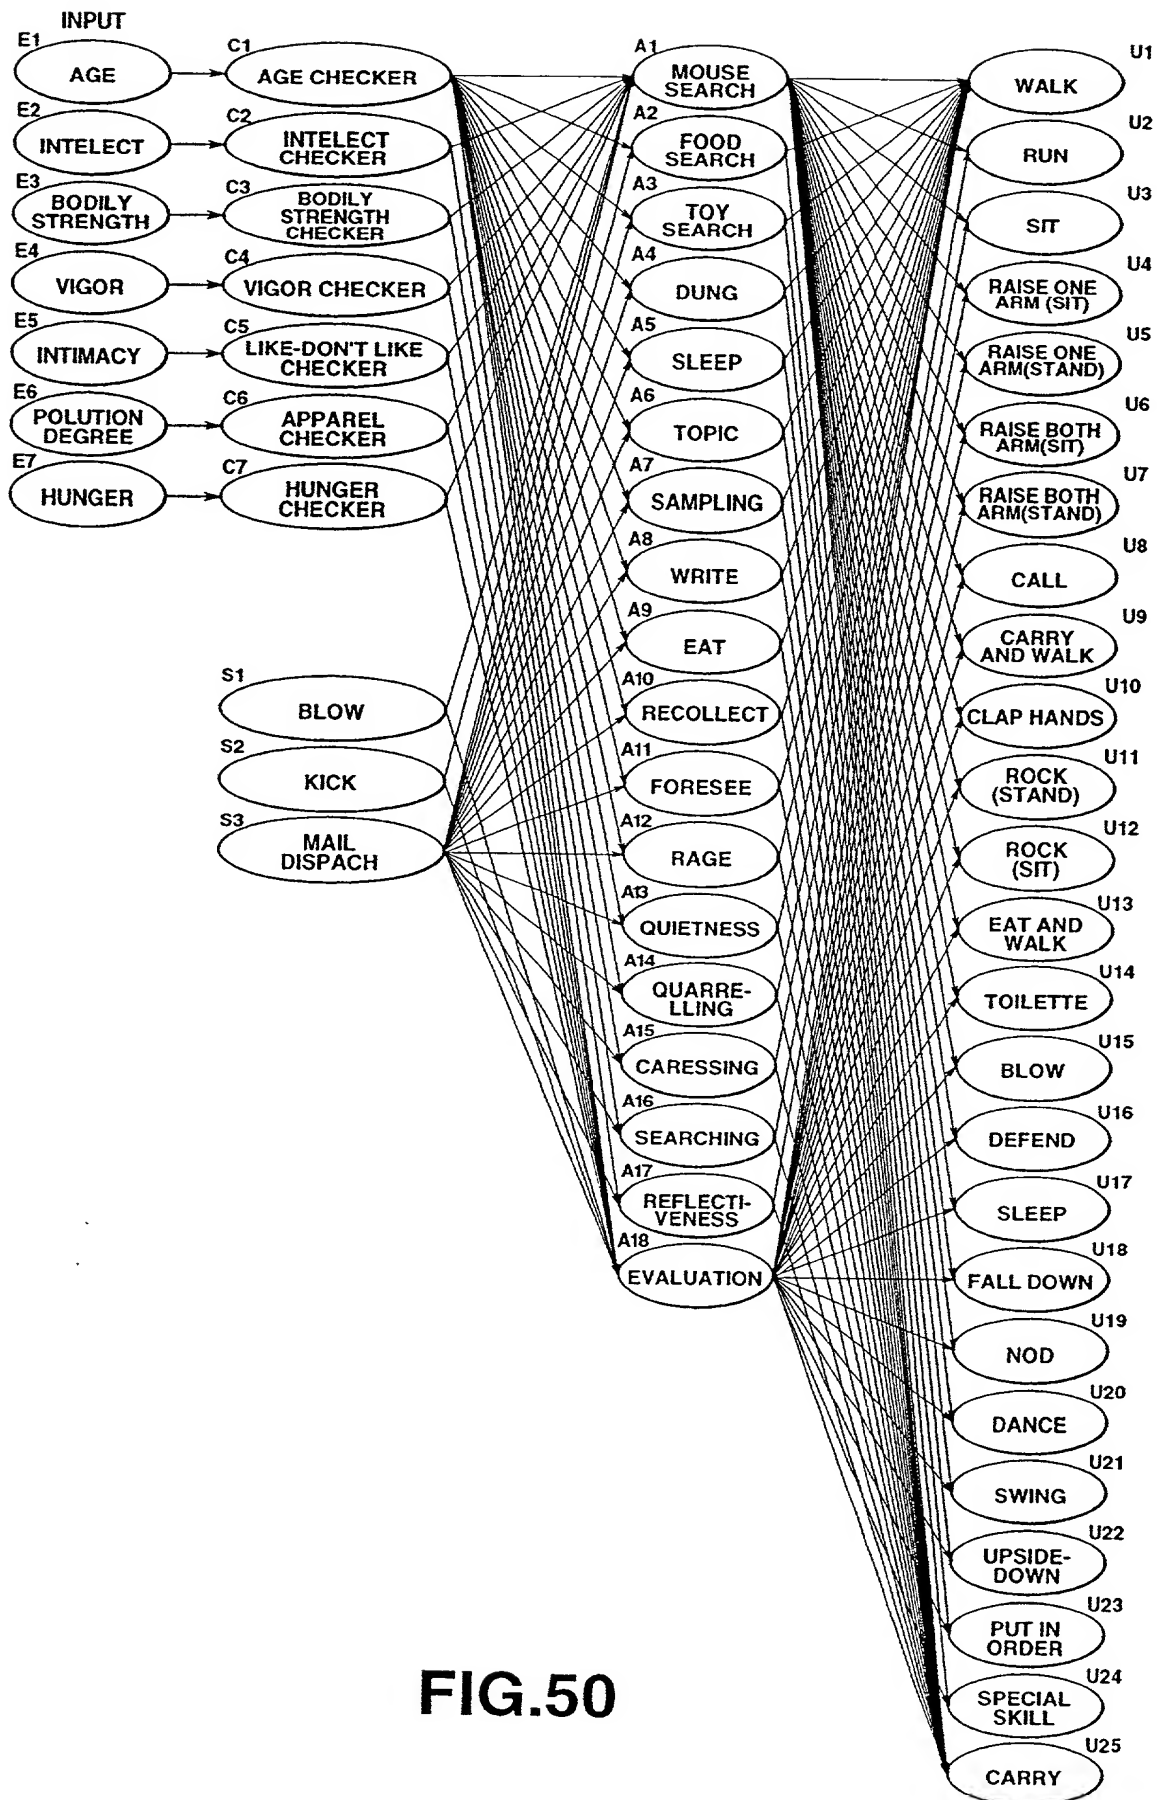 INPUT
E1
AGE
E2
INTELECT
E3
BODILY
STRENGTH
E4
VIGOR
E5
INTIMACY
E6
POLUTION
DEGREE
E7
HUNGER
C1
AGE CHECKER
C2
INTELECT
CHECKER
C3
BODILY
STRENGTH
CHECKER
C4
VIGOR CHECKER
C5
LIKE-DON'T LIKE
CHECKER
C6
APPAREL
CHECKER
C7
HUNGER
CHECKER
S1
BLOW
S2
KICK
S3
MAIL
DISPACH
A1
MOUSE
SEARCH
A2
FOOD
SEARCH
A3
TOY
SEARCH
A4
DUNG
A5
SLEEP
A6
TOPIC
A7
SAMPLING
A8
WRITE
A9
EAT
A10
RECOLLECT
A11
FORESEE
A12
RAGE
A13
QUIETNESS
A14
QUARRE-
LLING
A15
CARESSING
A16
SEARCHING
A17
REFLECTI-
VENESS
A18
EVALUATION
U1
WALK
U2
RUN
U3
SIT
U4
RAISE ONE
ARM (SIT)
U5
RAISE ONE
ARM(STAND)
U6
RAISE BOTH
ARM(SIT)
U7
RAISE BOTH
ARM(STAND)
U8
CALL
U9
CARRY
AND WALK
U10
CLAP HANDS
U11
ROCK
(STAND)
U12
ROCK
(SIT)
U13
EAT AND
WALK
U14
TOILETTE
U15
BLOW
U16
DEFEND
U17
SLEEP
U18
FALL DOWN
U19
NOD
U20
DANCE
U21
SWING
U22
UPSIDE-
DOWN
U23
PUT IN
ORDER
U24
SPECIAL
SKILL
U25
CARRY
FIG.50